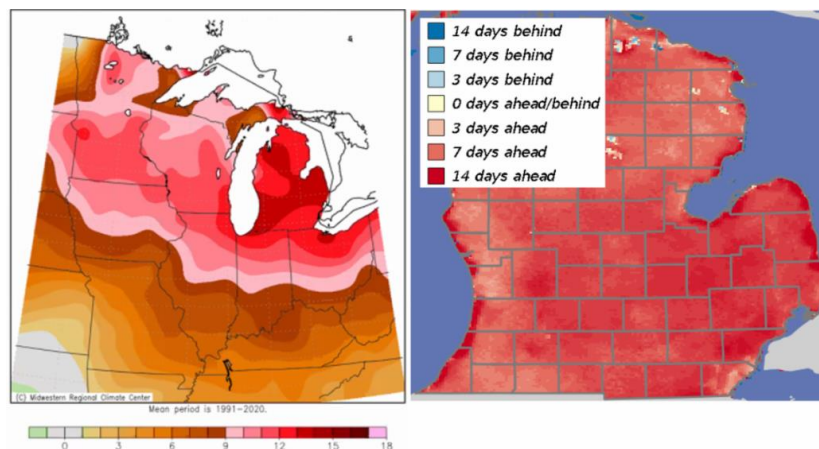 14 days behind
7 days behind
3 days behind
0 days ahead/behind
3 days ahead
7 days ahead
14 days ahead
(C) Midwestern Regional Climate Center
Mean period is 1991-2020.
0 3 6 9 12 15 18